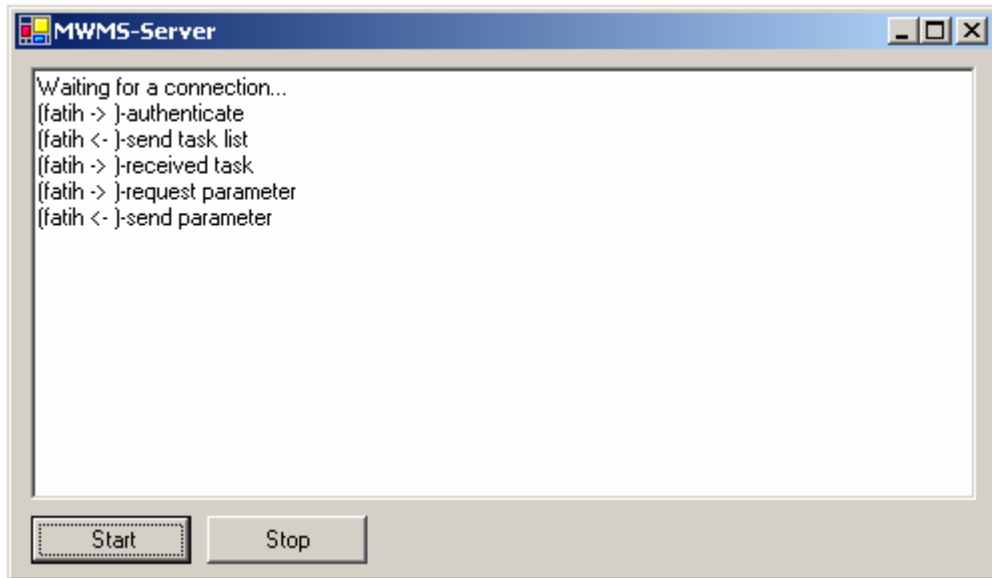 MWMS-Server
Waiting for a connection...
(fatih -> )-authenticate
(fatih <- )-send task list
(fatih -> )-received task
(fatih -> )-request parameter
(fatih <- )-send parameter
Start
Stop